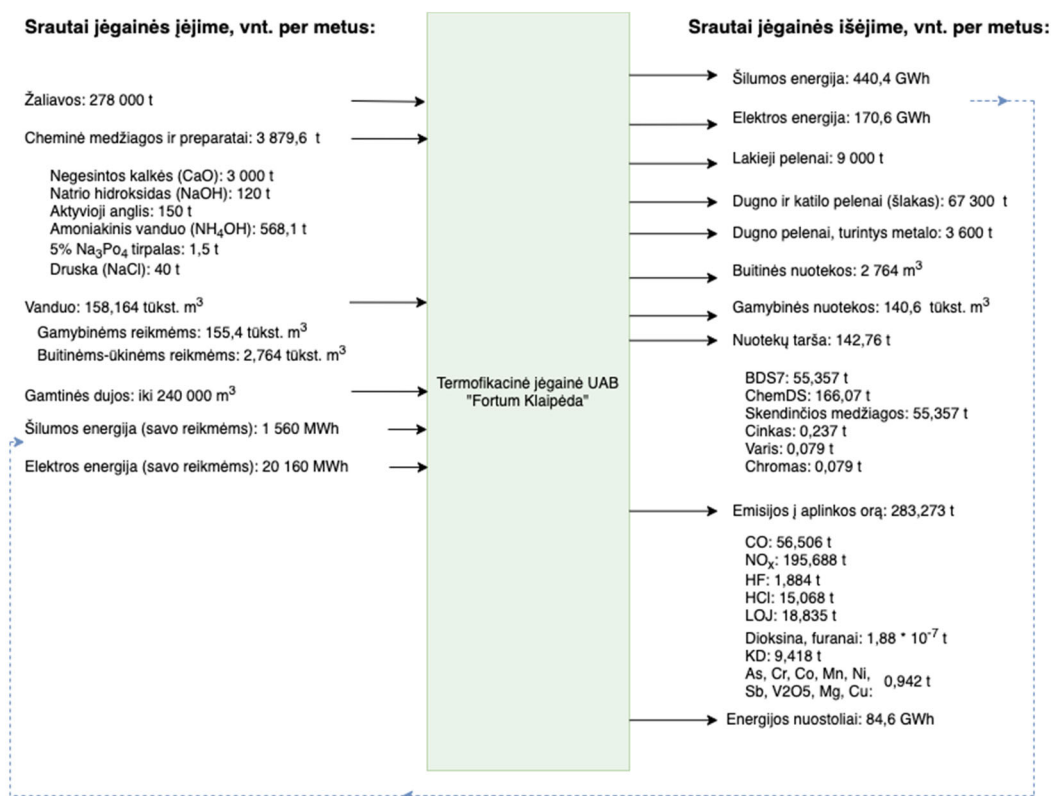 Srautai jėgainės įėjime, vnt. per metus:
Žaliavos: 278 000 t
Cheminė medžiagos ir preparatai: 3 879,6 t
Negesintos kalkės (CaO): 3 000 t
Natrio hidroksidas (NaOH): 120 t
Aktyvioji anglis: 150 t
Amoniakinis vanduo (NH₄OH): 568,1 t
5% Na₃Po₄ tirpalas: 1,5 t
Druska (NaCl): 40 t
Vanduo: 158,164 tūkst. m³
Gamybinėms reikmėms: 155,4 tūkst. m³
Buitinėms-ūkinėms reikmėms: 2,764 tūkst. m³
Gamtinės dujos: iki 240 000 m³
Šilumos energija (savo reikmėms): 1 560 MWh
Elektros energija (savo reikmėms): 20 160 MWh
Termofikacinė jėgainė UAB
"Fortum Klaipėda"
Srautai jėgainės išėjime, vnt. per metus:
Šilumos energija: 440,4 GWh
Elektros energija: 170,6 GWh
Lakieji pelenai: 9 000 t
Dugno ir katilo pelenai (šlakas): 67 300 t
Dugno pelenai, turintys metalo: 3 600 t
Buitinės nuotekos: 2 764 m³
Gamybinės nuotekos: 140,6 tūkst. m³
Nuotekų tarša: 142,76 t
BDS7: 55,357 t
ChemDS: 166,07 t
Skendinčios medžiagos: 55,357 t
Cinkas: 0,237 t
Varis: 0,079 t
Chromas: 0,079 t
Emisijos į aplinkos orą: 283,273 t
CO: 56,506 t
NOₓ: 195,688 t
HF: 1,884 t
HCl: 15,068 t
LOJ: 18,835 t
Dioksina, furanai: 1,88 * 10⁻⁷ t
KD: 9,418 t
As, Cr, Co, Mn, Ni,
Sb, V2O5, Mg, Cu: 0,942 t
Energijos nuostoliai: 84,6 GWh